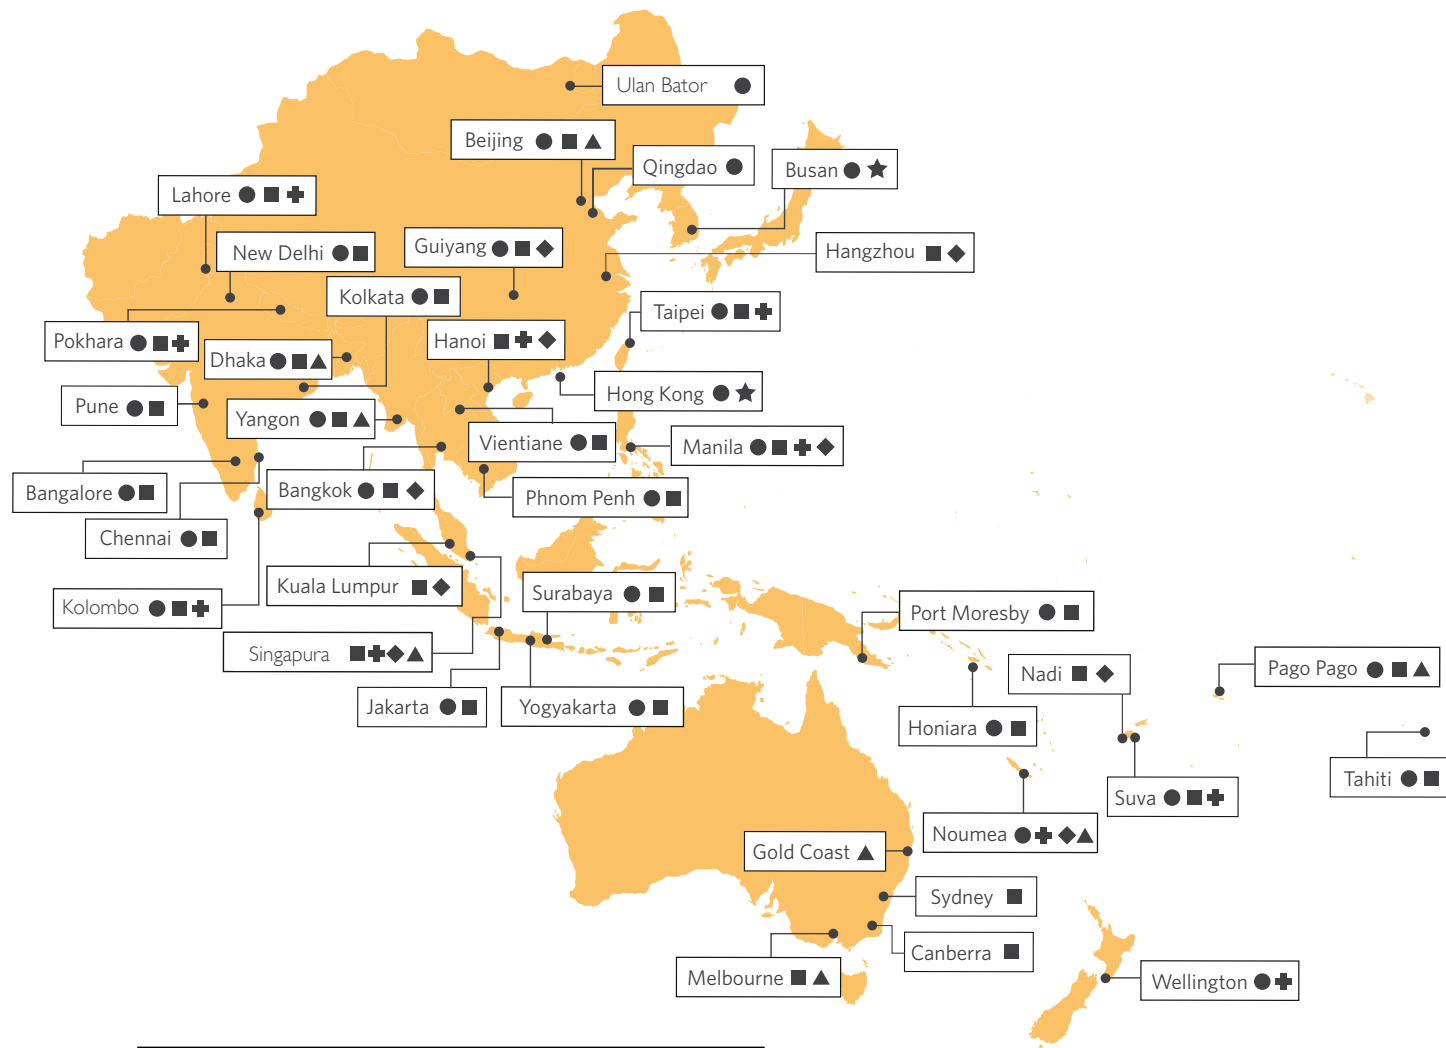 Ulan Bator
Beijing
Qingdao
Busan
Lahore
New Delhi
Guiyang
Hangzhou
Kolkata
Taipei
Pokhara
Dhaka
Hanoi
Pune
Hong Kong
Yangon
Vientiane
Manila
Bangalore
Bangkok
Phnom Penh
Chennai
Kuala Lumpur
Surabaya
Kolombo
Port Moresby
Singapura
Nadi
Pago Pago
Jakarta
Yogyakarta
Honiara
Tahiti
Suva
Noumea
Gold Coast
Sydney
Canberra
Melbourne
Wellington